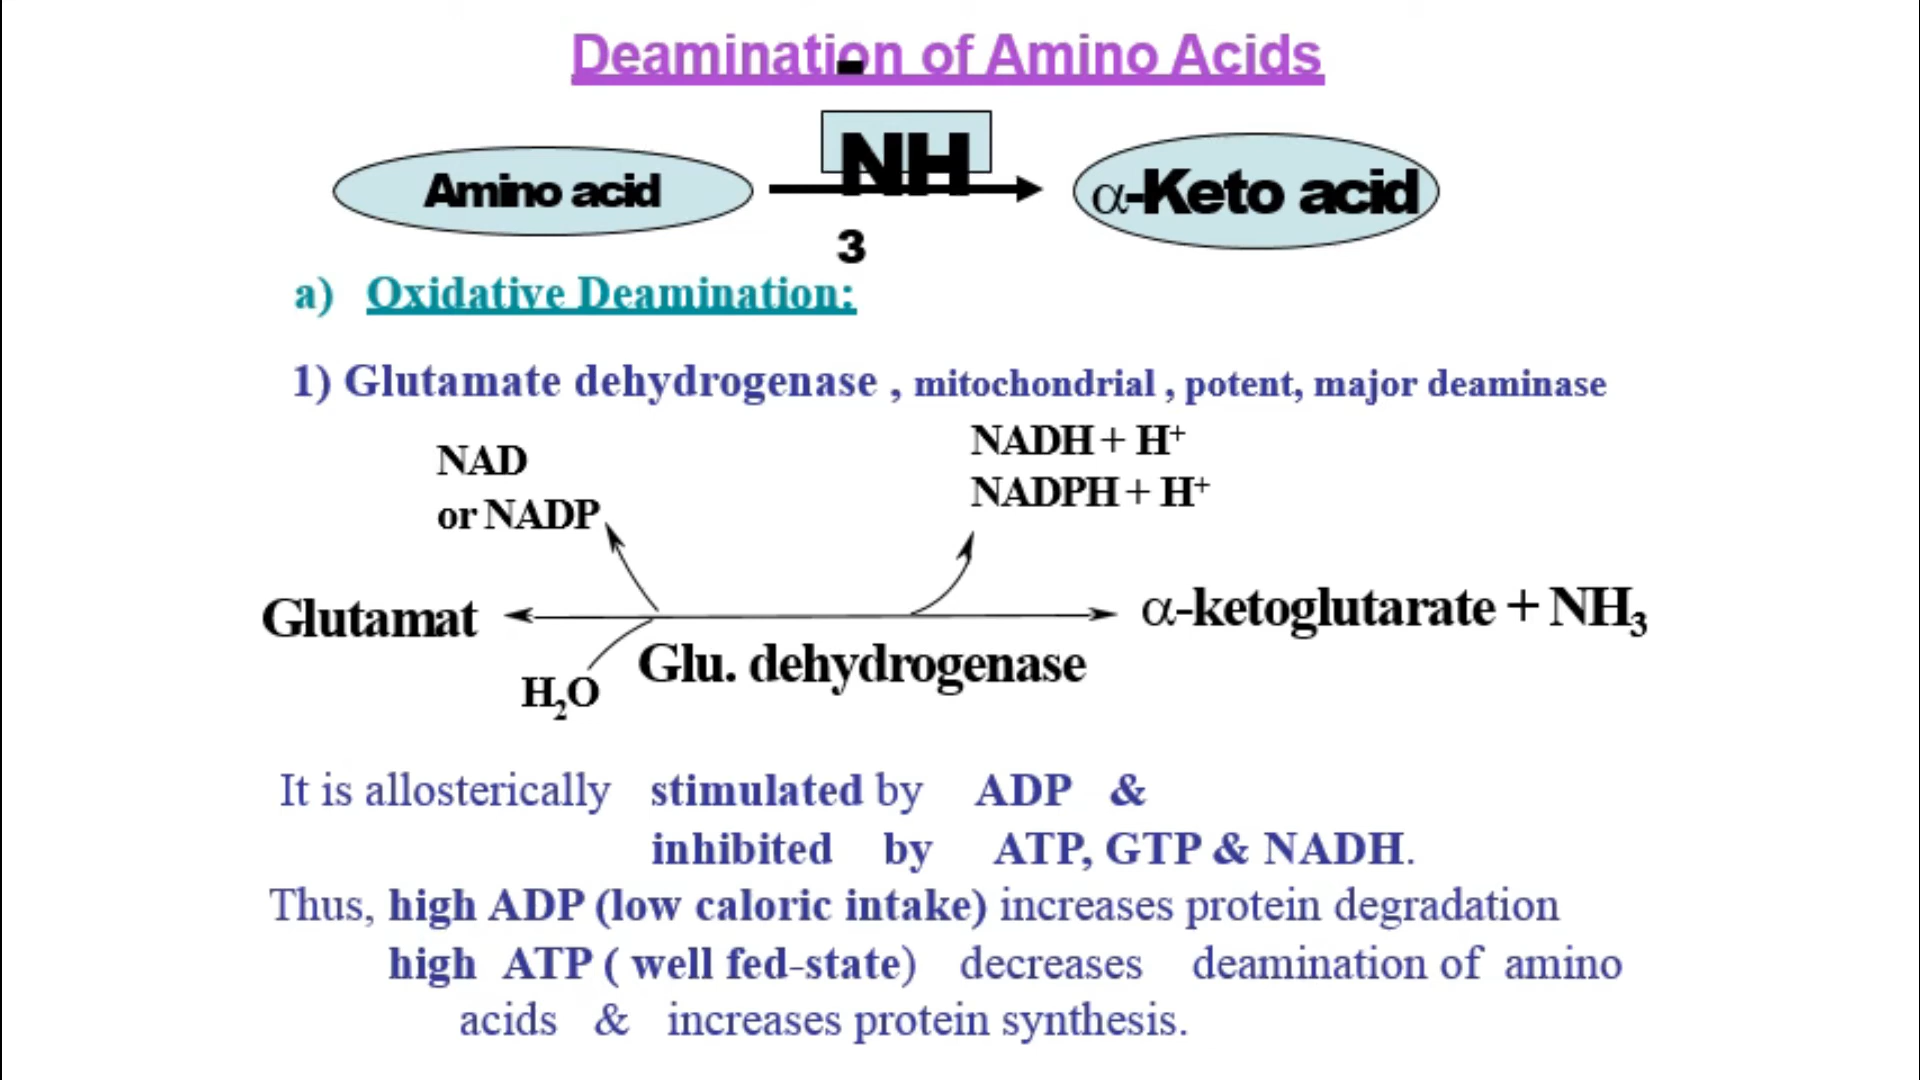 Deamination of Amino Acids
-
NH
3
Amino acid
α-Keto acid
a) Oxidative Deamination:
1) Glutamate dehydrogenase , mitochondrial , potent, major deaminase
NAD
or NADP
NADH + H⁺
NADPH + H⁺
Glutamat
α-ketoglutarate + NH₃
Glu. dehydrogenase
H₂O
It is allosterically stimulated by ADP &
inhibited by ATP, GTP & NADH.
Thus, high ADP (low caloric intake) increases protein degradation
high ATP ( well fed-state) decreases deamination of amino
acids & increases protein synthesis.